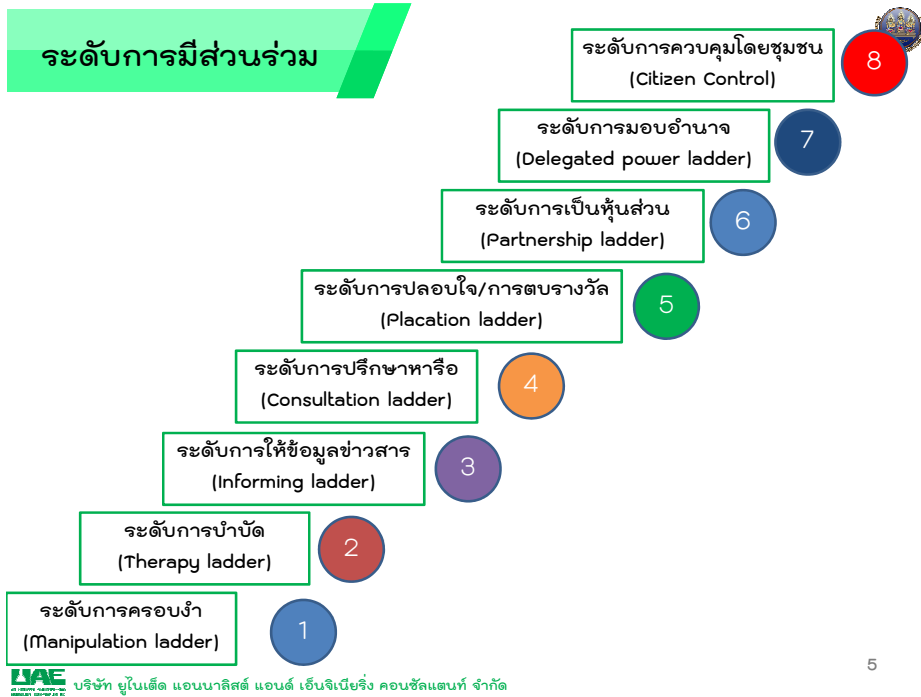 ระดับการมีส่วนร่วม
ระดับการควบคุมโดยชุมชน
(Citizen Control)
8
ระดับการมอบอำนาจ
(Delegated power ladder)
7
ระดับการเป็นหุ้นส่วน
(Partnership ladder)
6
ระดับการปลอบใจ/การตบรางวัล
(Placation ladder)
5
ระดับการปรึกษาหารือ
(Consultation ladder)
4
ระดับการให้ข้อมูลข่าวสาร
(Informing ladder)
3
ระดับการบำบัด
(Therapy ladder)
2
ระดับการครอบงำ
(Manipulation ladder)
1
UAE บริษัท ยูไนเต็ด แอนนาลิสต์ แอนด์ เอ็นจิเนียริ่ง คอนซัลแตนท์ จำกัด
5